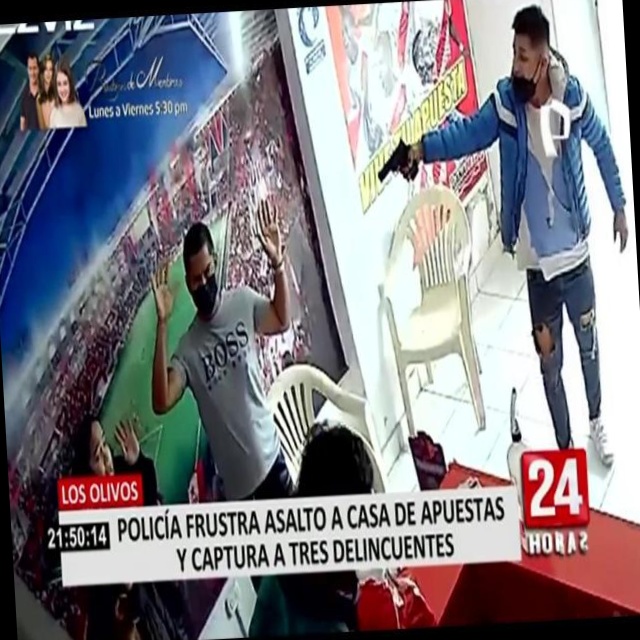 Lunes a Viernes 5:30 pm
BOSS
LOS OLIVOS
21:50:14
POLICÍA FRUSTRA ASALTO A CASA DE APUESTAS
Y CAPTURA A TRES DELINCUENTES
24
HORAS